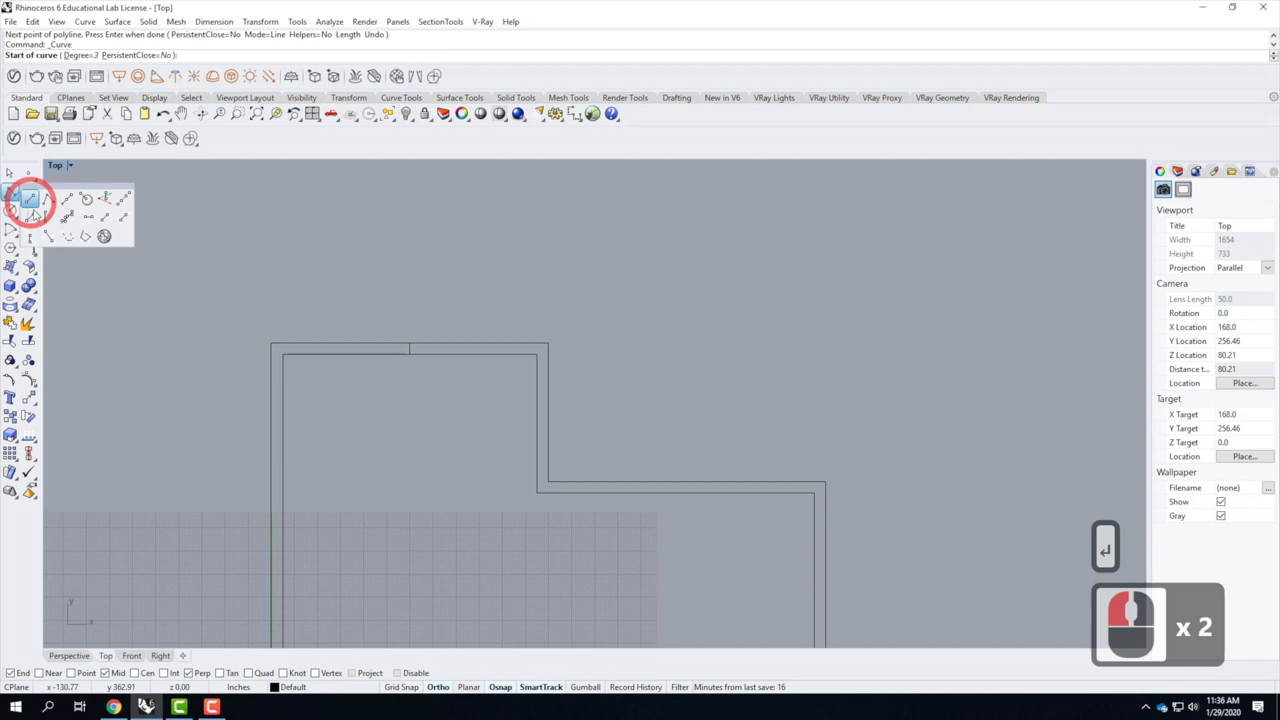 Rhinoceros 6 Educational Lab License - [Top]
File Edit View Curve Surface Solid Mesh Dimension Transform Tools Analyze Render Panels SectionTools V-Ray Help
Next point of polyline. Press Enter when done ( PersistentClose=No Mode=Line Helpers=No Length Undo )
Command: _Curve
Start of curve ( Degree=3 PersistentClose=No ):
Standard CPlanes Set View Display Select Viewport Layout Visibility Transform Curve Tools Surface Tools Solid Tools Mesh Tools Render Tools Drafting New in V6 VRay Lights VRay Utility VRay Proxy VRay Geometry VRay Rendering
Top
Viewport
Title Top
Width 1654
Height 733
Projection Parallel
Camera
Lens Length 50.0
Rotation 0.0
X Location 168.0
Y Location 256.46
Z Location 80.21
Distance t... 80.21
Location Place...
Target
X Target 168.0
Y Target 256.46
Z Target 0.0
Location Place...
Wallpaper
Filename (none) ...
Show
Gray
y
x
x 2
Perspective Top Front Right
End Near Point Mid Cen Int Perp Tan Quad Knot Vertex Project Disable
CPlane x -130.77 y 362.91 z 0.00 Inches Default Grid Snap Ortho Planar Osnap SmartTrack Gumball Record History Filter Minutes from last save: 16
11:36 AM
1/29/2020